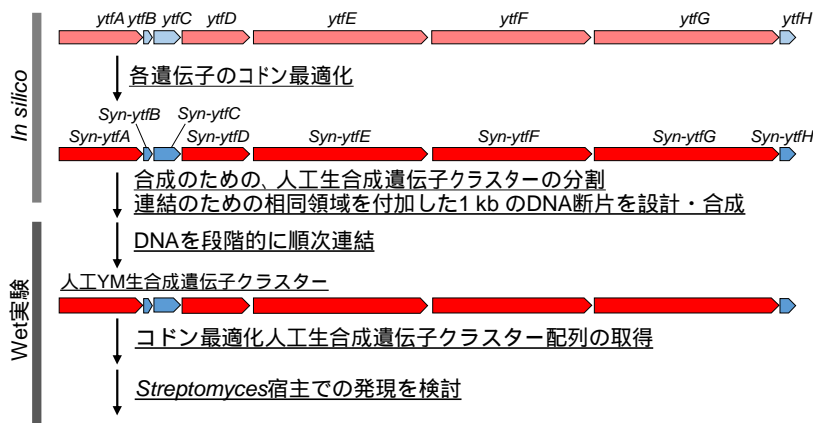 ytfA ytfB ytfC ytfD ytfE ytfF ytfG ytfH
各遺伝子のコドン最適化
Syn-ytfB Syn-ytfC
Syn-ytfA Syn-ytfD Syn-ytfE Syn-ytfF Syn-ytfG Syn-ytfH
合成のための、人工生合成遺伝子クラスターの分割
連結のための相同領域を付加した1 kb のDNA断片を設計・合成
DNAを段階的に順次連結
人工YM生合成遺伝子クラスター
コドン最適化人工生合成遺伝子クラスター配列の取得
Streptomyces宿主での発現を検討
In silico
Wet実験